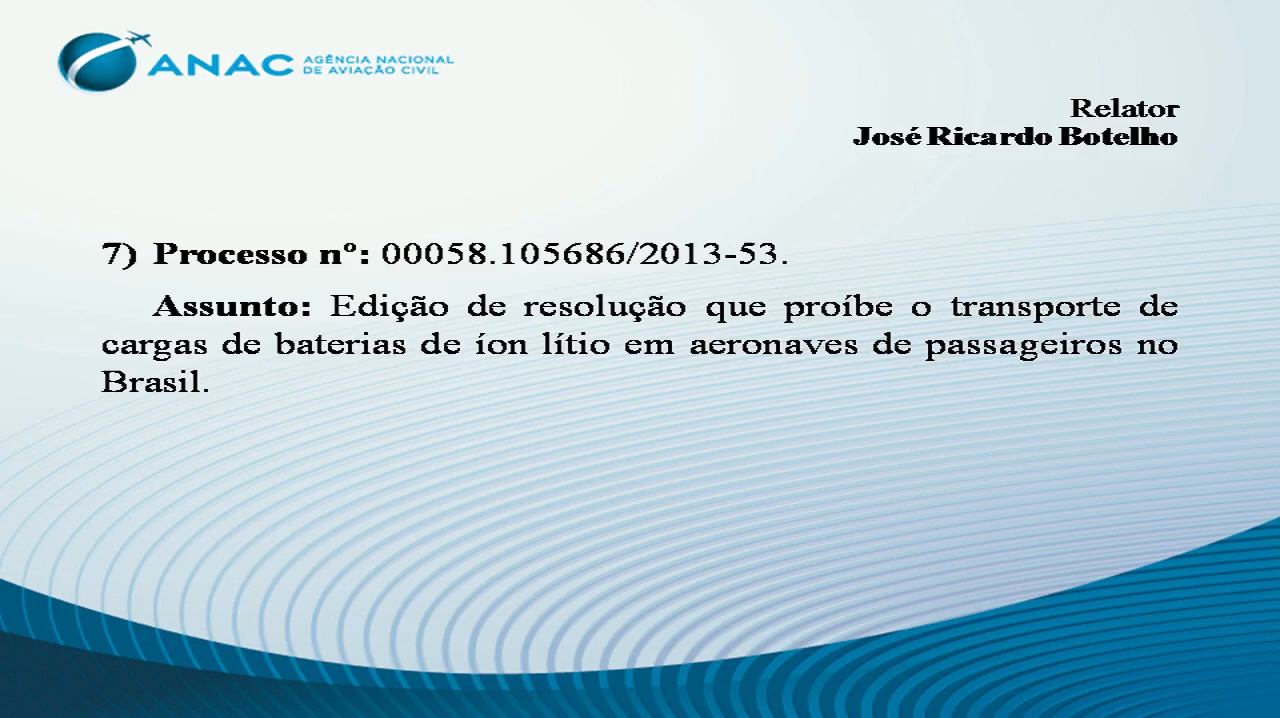 ANAC AGÊNCIA NACIONAL
DE AVIAÇÃO CIVIL
Relator
José Ricardo Botelho
7) Processo nº: 00058.105686/2013-53.
Assunto: Edição de resolução que proíbe o transporte de
cargas de baterias de íon lítio em aeronaves de passageiros no
Brasil.